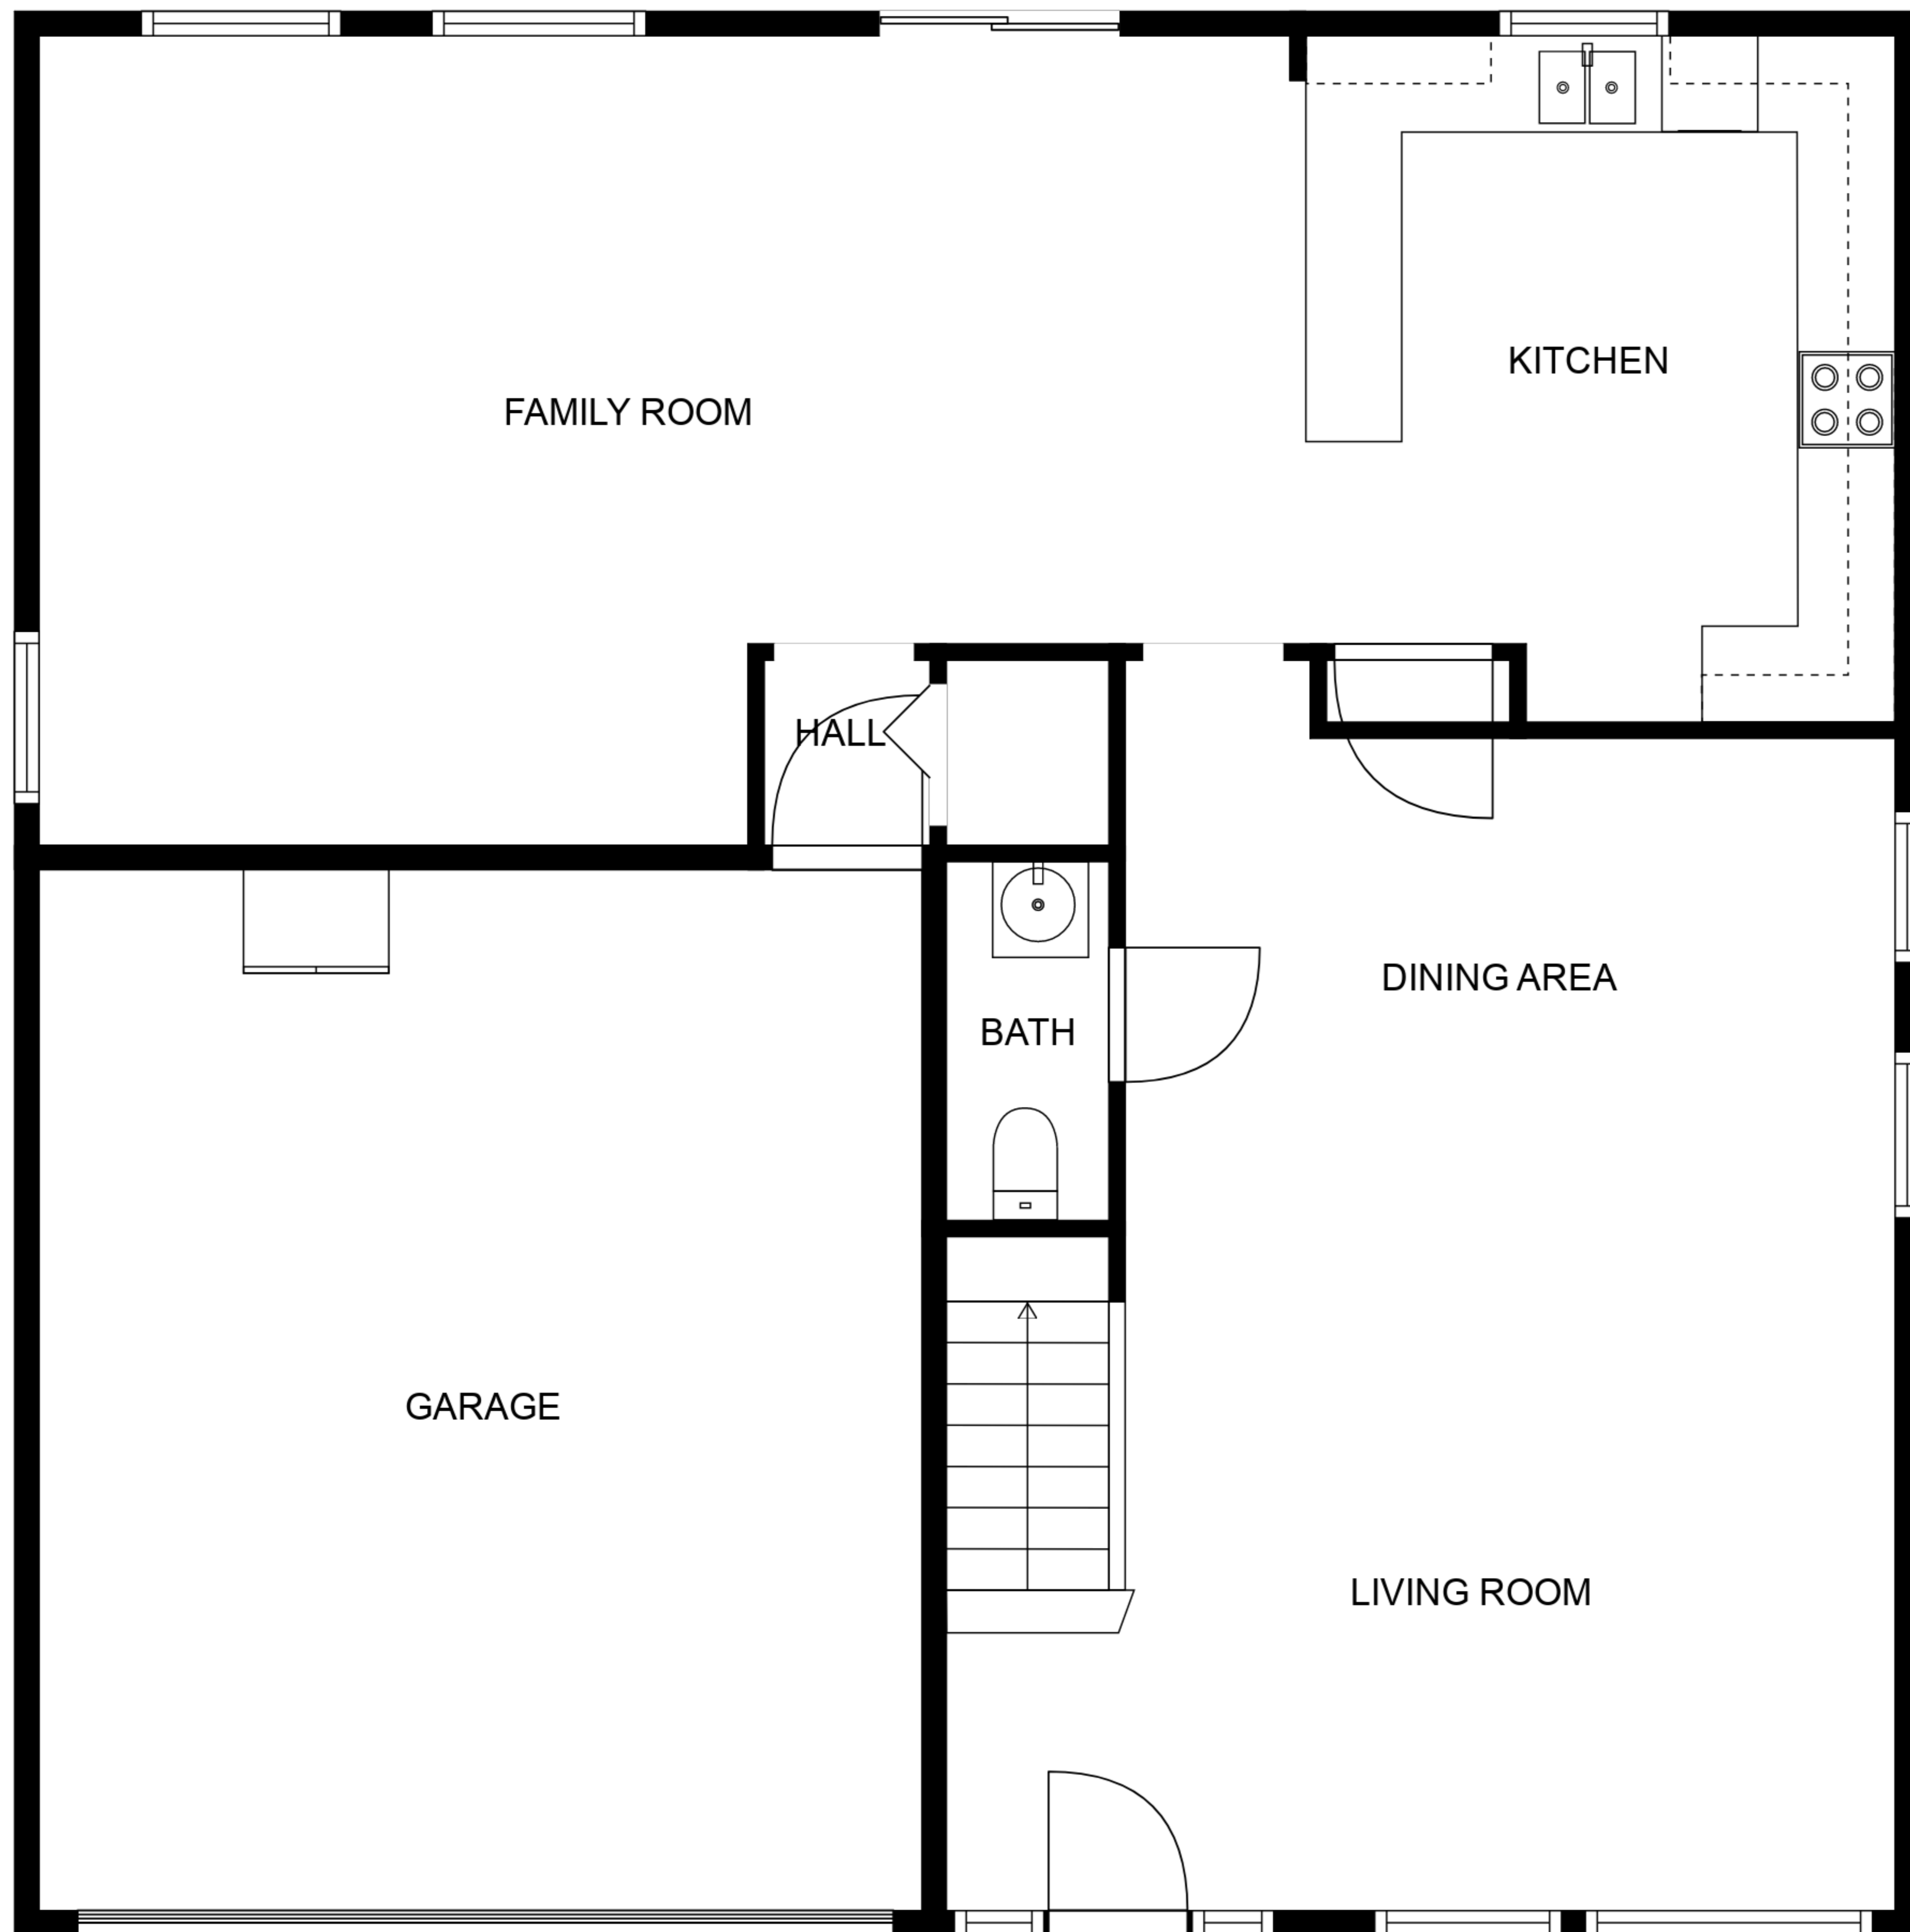 KITCHEN
FAMILY ROOM
HALL
DINING AREA
BATH
GARAGE
LIVING ROOM